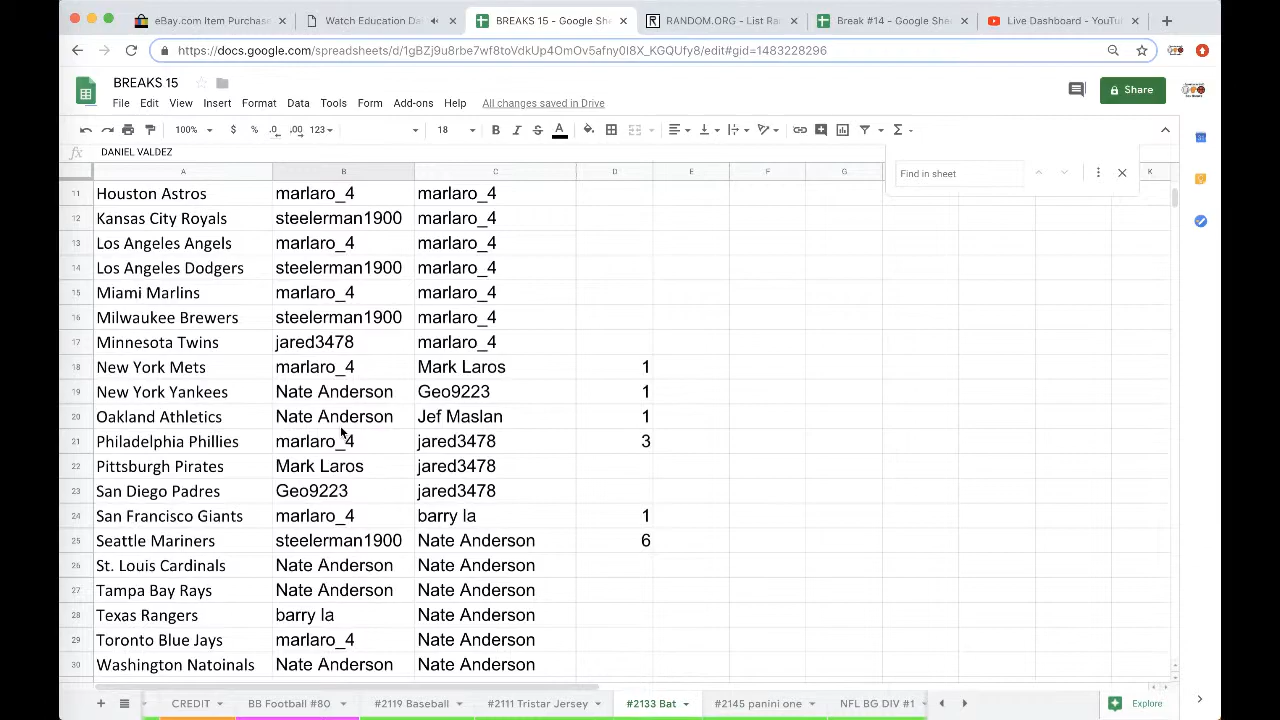 eBay.com Item Purchase
Watch Education Da
BREAKS 15 - Google She
RANDOM.ORG - List Ra
Break #14 - Google She
Live Dashboard - YouTu
https://docs.google.com/spreadsheets/d/1gBZj9u8rbe7wf8toVdkUp4OmOv5afny0I8X_KGQUfy8/edit#gid=1483228296
BREAKS 15
File Edit View Insert Format Data Tools Form Add-ons Help All changes saved in Drive
Share
100% $ % .0 .00 123 18 B I S A
fx DANIEL VALDEZ
Find in sheet
A B C D E F G K
11 Houston Astros marlaro_4 marlaro_4
12 Kansas City Royals steelerman1900 marlaro_4
13 Los Angeles Angels marlaro_4 marlaro_4
14 Los Angeles Dodgers steelerman1900 marlaro_4
15 Miami Marlins marlaro_4 marlaro_4
16 Milwaukee Brewers steelerman1900 marlaro_4
17 Minnesota Twins jared3478 marlaro_4
18 New York Mets marlaro_4 Mark Laros 1
19 New York Yankees Nate Anderson Geo9223 1
20 Oakland Athletics Nate Anderson Jef Maslan 1
21 Philadelphia Phillies marlaro_4 jared3478 3
22 Pittsburgh Pirates Mark Laros jared3478
23 San Diego Padres Geo9223 jared3478
24 San Francisco Giants marlaro_4 barry la 1
25 Seattle Mariners steelerman1900 Nate Anderson 6
26 St. Louis Cardinals Nate Anderson Nate Anderson
27 Tampa Bay Rays Nate Anderson Nate Anderson
28 Texas Rangers barry la Nate Anderson
29 Toronto Blue Jays marlaro_4 Nate Anderson
30 Washington Natoinals Nate Anderson Nate Anderson
CREDIT BB Football #80 #2119 Baseball #2111 Tristar Jersey #2133 Bat #2145 panini one NFL BG DIV #1 Explore